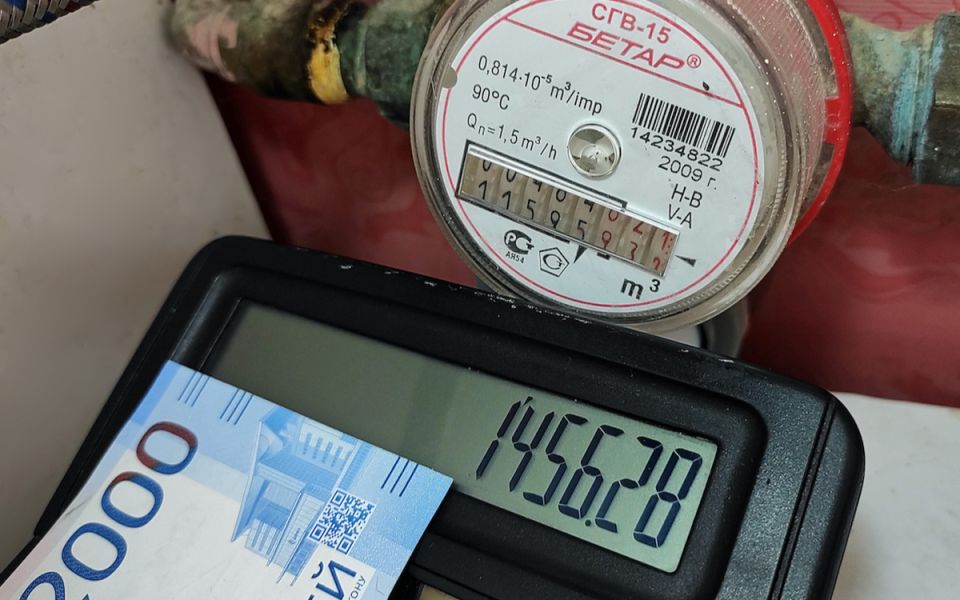 СГВ-15
БЕТАР®
0,814·10⁻⁵ m³/imp
90°C
Qn=1,5 m³/h
14234822
2009 г.
H-B
V-A
АЯ54
m³
1456.28
2000